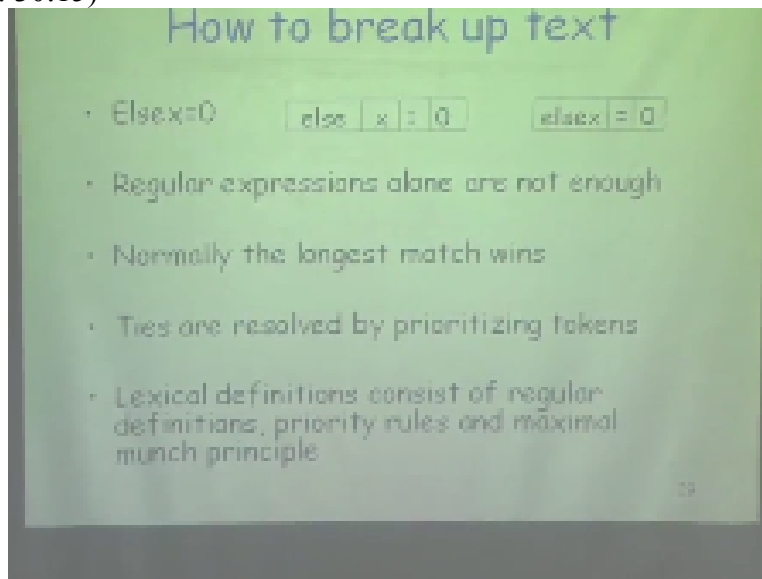 How to break up text
• Elsex=0 else x = 0 elsex = 0
• Regular expressions alone are not enough
• Normally the longest match wins
• Ties are resolved by prioritizing tokens
• Lexical definitions consist of regular
definitions, priority rules and maximal
munch principle